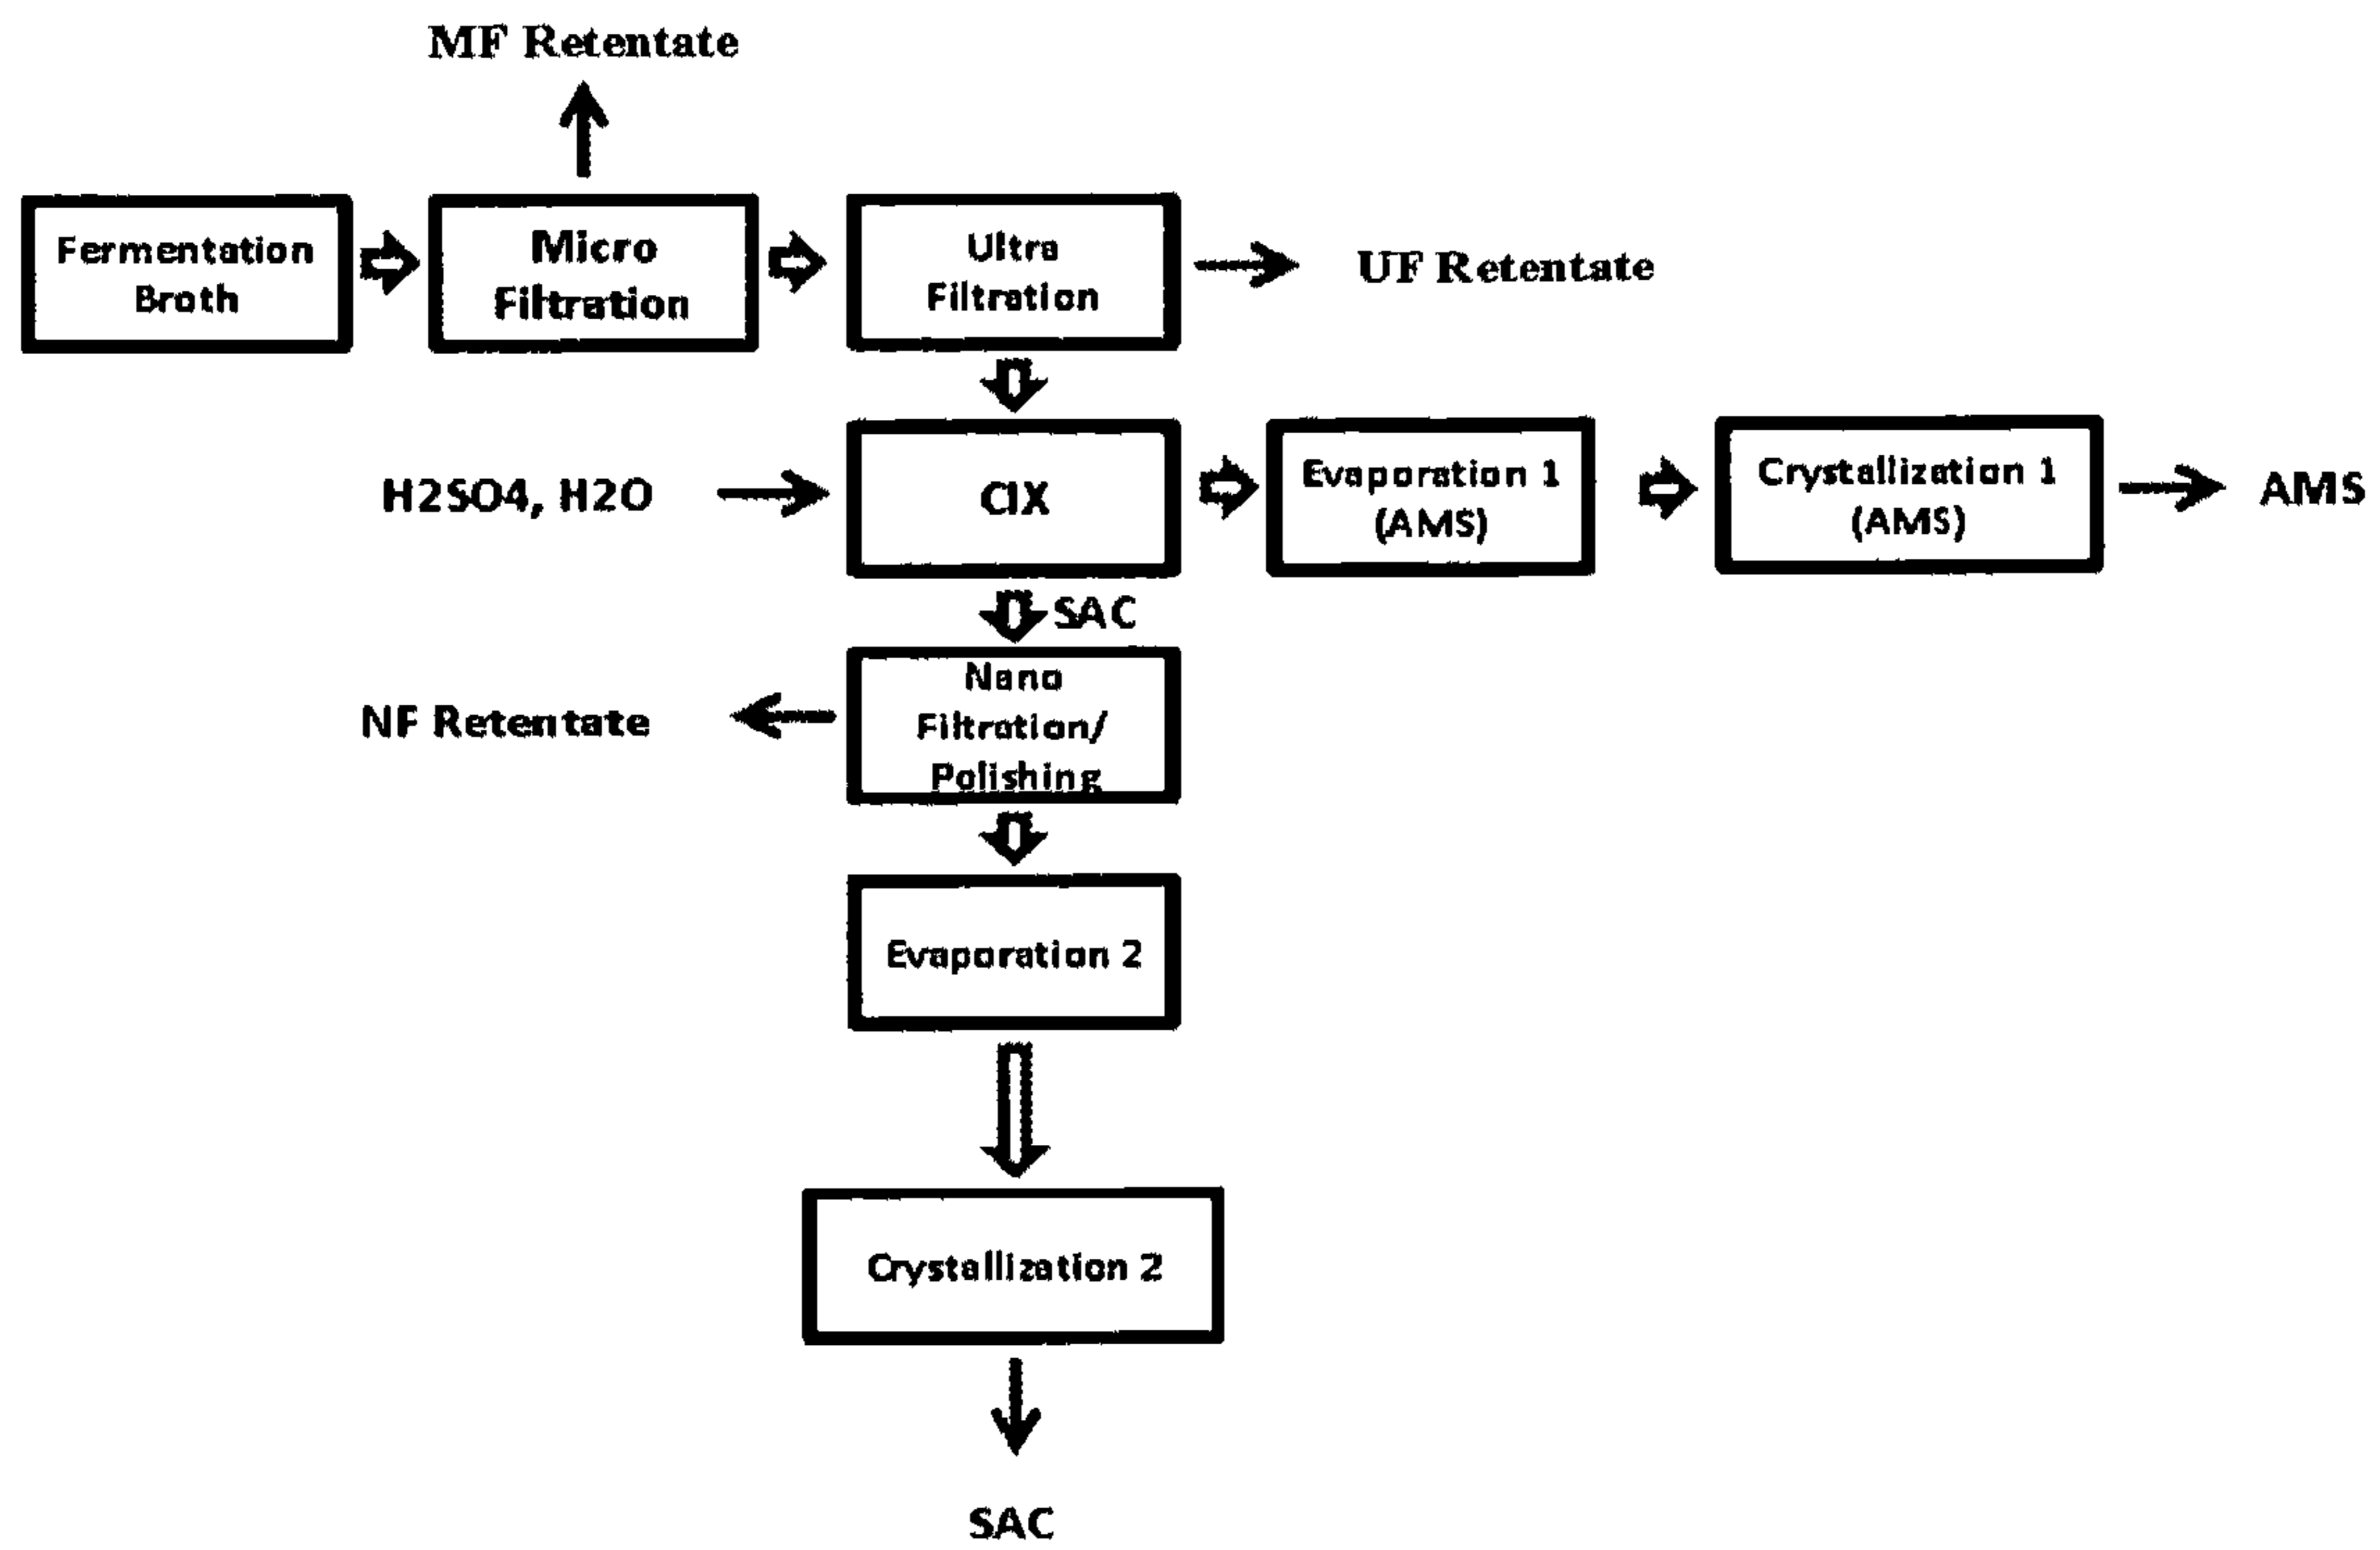 MF Retentate
Fermentation
Broth
Micro
Filtration
Ultra
Filtration
UF Retentate
H2SO4, H2O
CIX
Evaporation 1
(AMS)
Crystallization 1
(AMS)
AMS
SAC
NF Retentate
Nano
Filtration/
Polishing
Evaporation 2
Crystallization 2
SAC